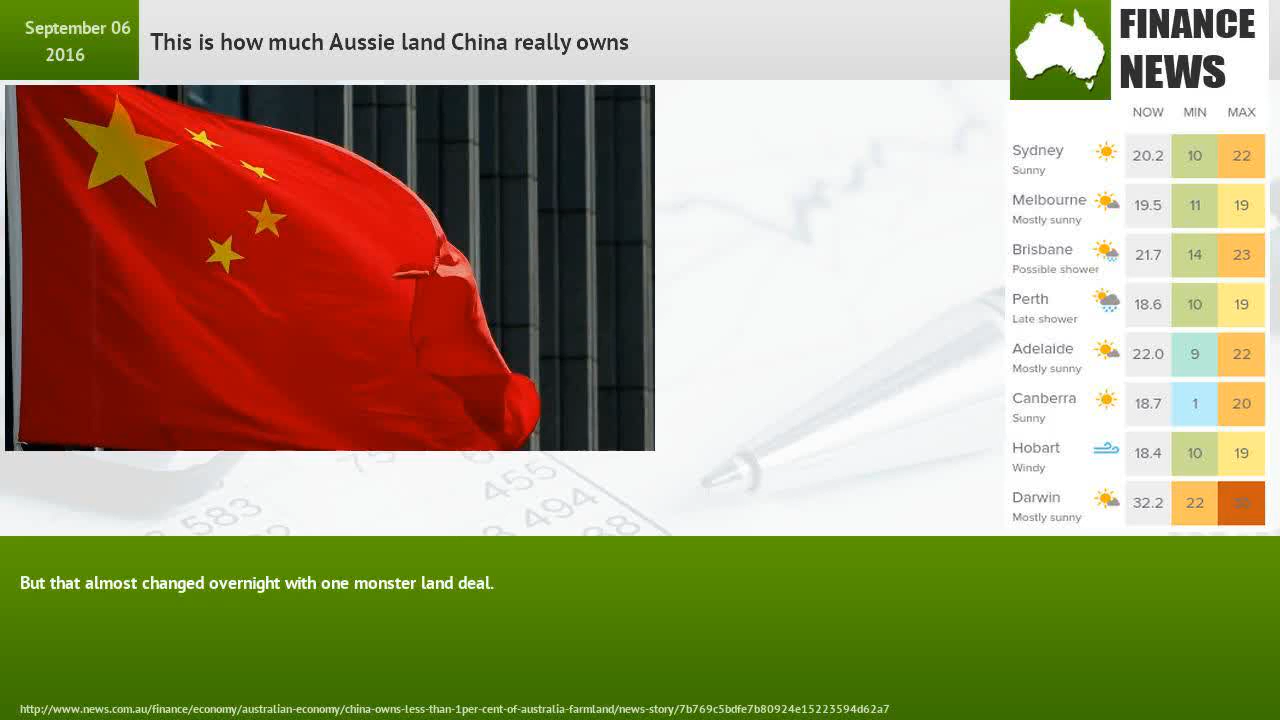 September 06
2016
This is how much Aussie land China really owns
FINANCE
NEWS
NOW MIN MAX
Sydney
Sunny
20.2 10 22
Melbourne
Mostly sunny
19.5 11 19
Brisbane
Possible shower
21.7 14 23
Perth
Late shower
18.6 10 19
Adelaide
Mostly sunny
22.0 9 22
Canberra
Sunny
18.7 1 20
Hobart
Windy
18.4 10 19
Darwin
Mostly sunny
32.2 22
583
455
494
But that almost changed overnight with one monster land deal.
http://www.news.com.au/finance/economy/australian-economy/china-owns-less-than-1per-cent-of-australia-farmland/news-story/7b769c5bdfe7b80924e15223594d62a7